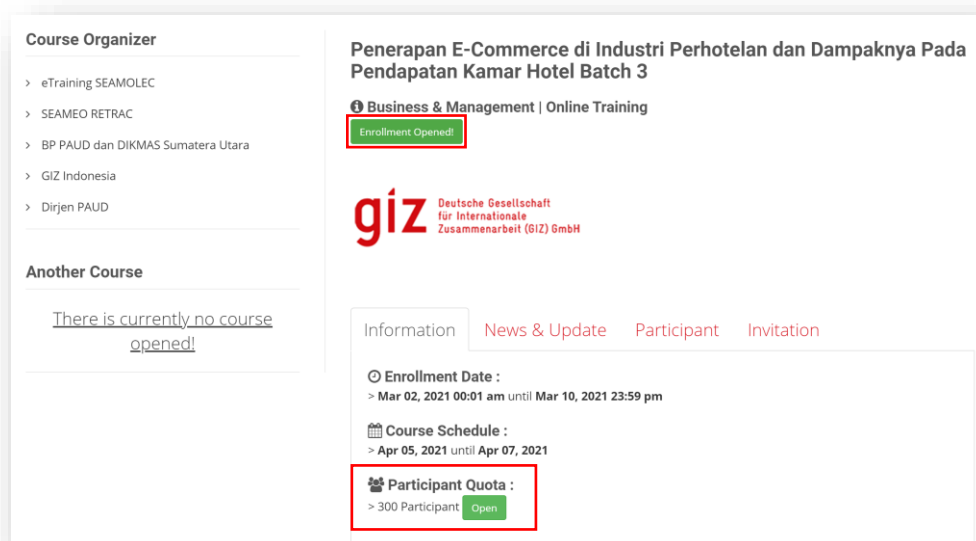 Course Organizer
> eTraining SEAMOLEC
> SEAMEO RETRAC
> BP PAUD dan DIKMAS Sumatera Utara
> GIZ Indonesia
> Dirjen PAUD
Another Course
There is currently no course
opened!
Penerapan E-Commerce di Industri Perhotelan dan Dampaknya Pada
Pendapatan Kamar Hotel Batch 3
Business & Management | Online Training
Enrollment Opened!
giz
Deutsche Gesellschaft
für Internationale
Zusammenarbeit (GIZ) GmbH
Information News & Update Participant Invitation
Enrollment Date :
> Mar 02, 2021 00:01 am until Mar 10, 2021 23:59 pm
Course Schedule :
> Apr 05, 2021 until Apr 07, 2021
Participant Quota :
> 300 Participant Open